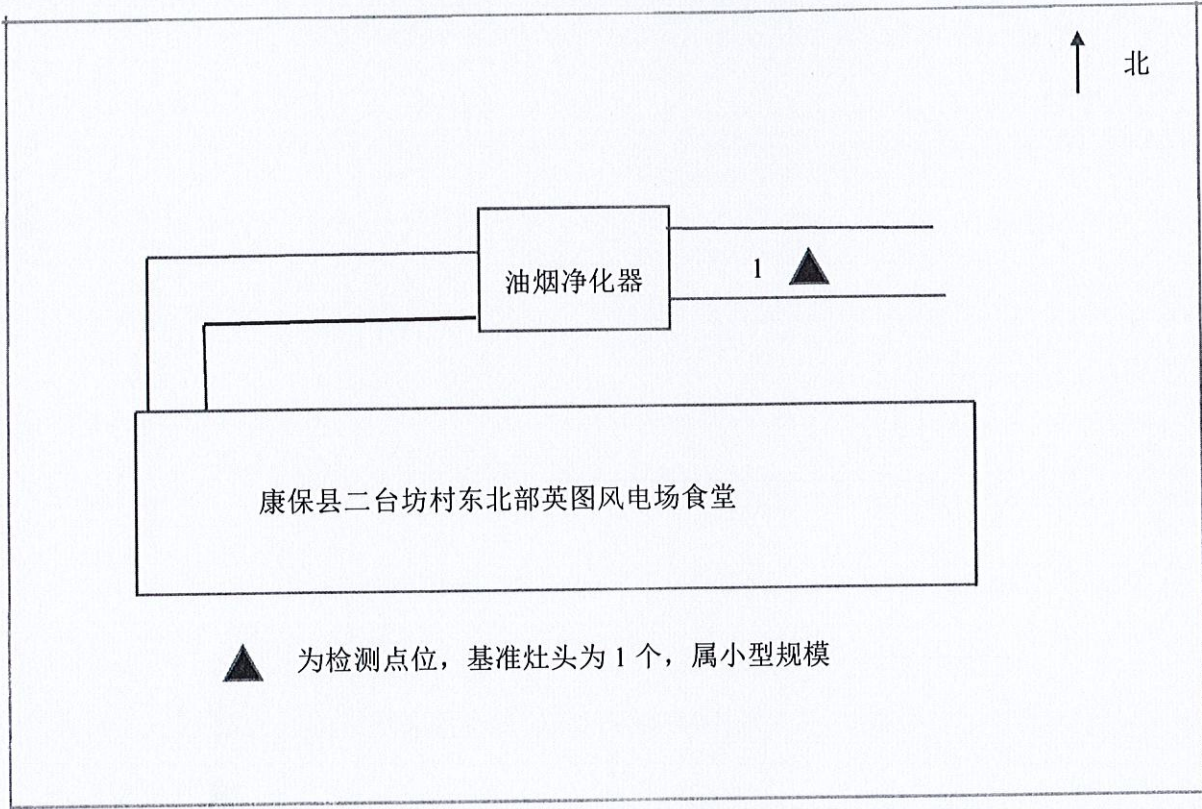 北
油烟净化器
1
康保县二台坊村东北部英图风电场食堂
为检测点位，基准灶头为 1 个，属小型规模